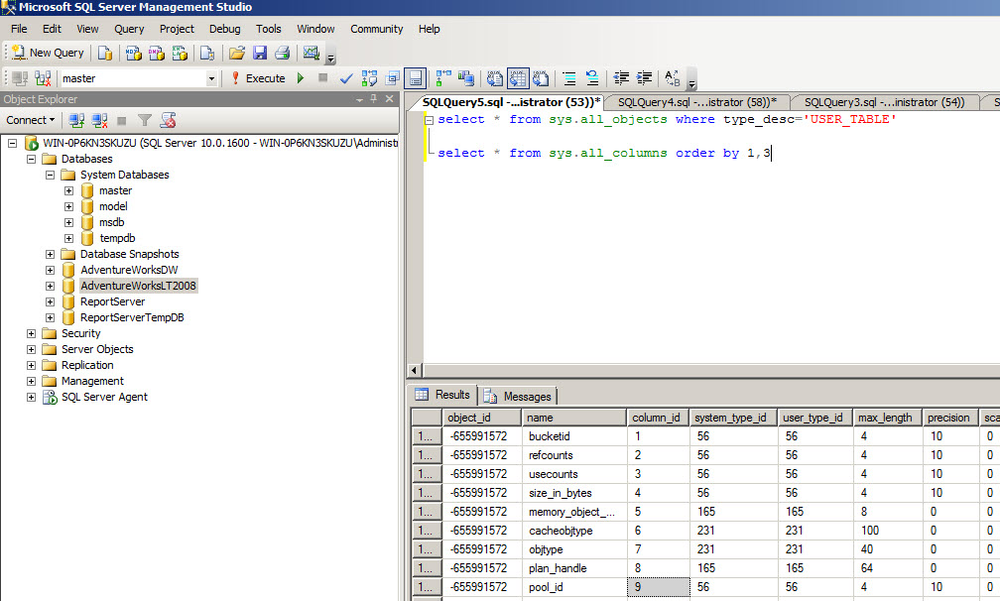 Microsoft SQL Server Management Studio
File Edit View Query Project Debug Tools Window Community Help
New Query
master Execute
Object Explorer
Connect
WIN-0P6KN3SKUZU (SQL Server 10.0.1600 - WIN-0P6KN3SKUZU\Administr
Databases
System Databases
master
model
msdb
tempdb
Database Snapshots
AdventureWorksDW
AdventureWorksLT2008
ReportServer
ReportServerTempDB
Security
Server Objects
Replication
Management
SQL Server Agent
SQLQuery5.sql -...istrator (53))* SQLQuery4.sql -...istrator (58))* SQLQuery3.sql -...inistrator (54)) S
select * from sys.all_objects where type_desc='USER_TABLE'
select * from sys.all_columns order by 1,3
Results Messages
object_id name column_id system_type_id user_type_id max_length precision sca
1... -655991572 bucketid 1 56 56 4 10 0
1... -655991572 refcounts 2 56 56 4 10 0
1... -655991572 usecounts 3 56 56 4 10 0
1... -655991572 size_in_bytes 4 56 56 4 10 0
1... -655991572 memory_object_... 5 165 165 8 0 0
1... -655991572 cacheobjtype 6 231 231 100 0 0
1... -655991572 objtype 7 231 231 40 0 0
1... -655991572 plan_handle 8 165 165 64 0 0
1... -655991572 pool_id 9 56 56 4 10 0